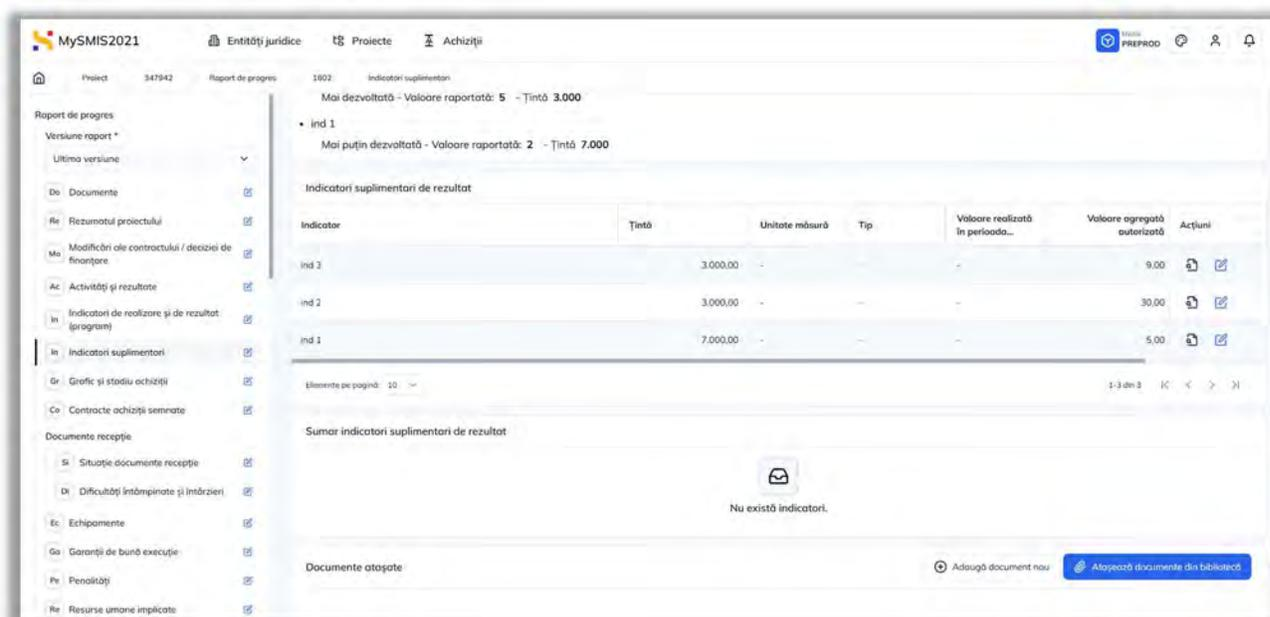 MySMIS2021
Entități juridice
Proiecte
Achiziții
Mediu
PREPROD
Proiect
347942
Raport de progres
1802
Indicatori suplimentari
Raport de progres
Versiune raport *
Ultima versiune
Do Documente
Re Rezumatul proiectului
Mo Modificări ale contractului / deciziei de
finanțare
Ac Activități și rezultate
In Indicatori de realizare și de rezultat
(program)
In Indicatori suplimentari
Gr Grafic și stadiu achiziții
Co Contracte achiziții semnate
Documente recepție
Si Situație documente recepție
Di Dificultăți întâmpinate și întârzieri
Ec Echipamente
Ga Garanții de bună execuție
Pe Penalități
Re Resurse umane implicate
Mai dezvoltată - Valoare raportată: 5 - Țintă 3.000
• ind 1
Mai puțin dezvoltată - Valoare raportată: 2 - Țintă 7.000
Indicatori suplimentari de rezultat
Indicator Țintă Unitate măsură Tip Valoare realizată în perioada... Valoare agregată autorizată Acțiuni
ind 3 3.000,00 - - - 9,00
ind 2 3.000,00 - - - 30,00
ind 1 7.000,00 - - - 5,00
Elemente pe pagină: 10
1-3 din 3
Sumar indicatori suplimentari de rezultat
Nu există indicatori.
Documente atașate
Adaugă document nou
Atașează documente din bibliotecă